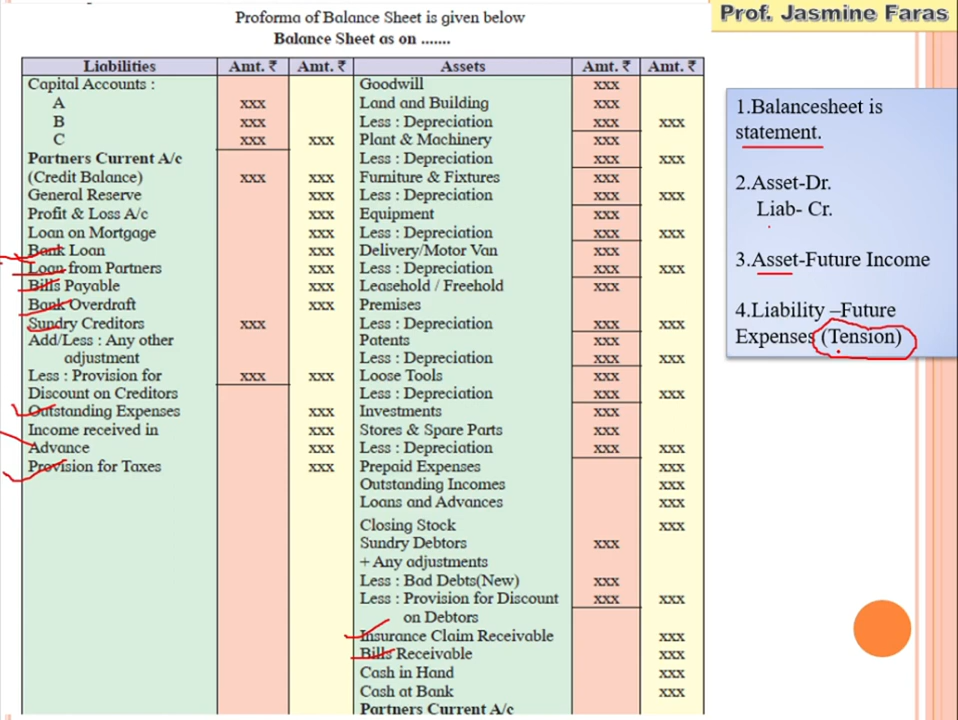 Proforma of Balance Sheet is given below
Prof. Jasmine Faras
Balance Sheet as on .......
Liabilities Amt. ₹ Amt. ₹ Assets Amt. ₹ Amt. ₹
Capital Accounts : Goodwill xxx
A xxx Land and Building xxx
B xxx Less : Depreciation xxx xxx
C xxx xxx Plant & Machinery xxx
Partners Current A/c Less : Depreciation xxx xxx
(Credit Balance) xxx xxx Furniture & Fixtures xxx
General Reserve xxx Less : Depreciation xxx xxx
Profit & Loss A/c xxx Equipment xxx
Loan on Mortgage xxx Less : Depreciation xxx xxx
Bank Loan xxx Delivery/Motor Van xxx
Loan from Partners xxx Less : Depreciation xxx xxx
Bills Payable xxx Leasehold / Freehold xxx
Bank Overdraft xxx Premises
Sundry Creditors xxx Less : Depreciation xxx xxx
Add/Less : Any other Patents xxx
adjustment Less : Depreciation xxx xxx
Less : Provision for xxx xxx Loose Tools xxx
Discount on Creditors Less : Depreciation xxx xxx
Outstanding Expenses xxx Investments xxx
Income received in xxx Stores & Spare Parts xxx
Advance xxx Less : Depreciation xxx xxx
Provision for Taxes xxx Prepaid Expenses xxx
Outstanding Incomes xxx
Loans and Advances xxx
Closing Stock xxx
Sundry Debtors xxx
+ Any adjustments
Less : Bad Debts(New) xxx
Less : Provision for Discount xxx xxx
on Debtors
Insurance Claim Receivable xxx
Bills Receivable xxx
Cash in Hand xxx
Cash at Bank xxx
Partners Current A/c
1.Balancesheet is
statement.
2.Asset-Dr.
Liab- Cr.
3.Asset-Future Income
4.Liability –Future
Expenses (Tension)